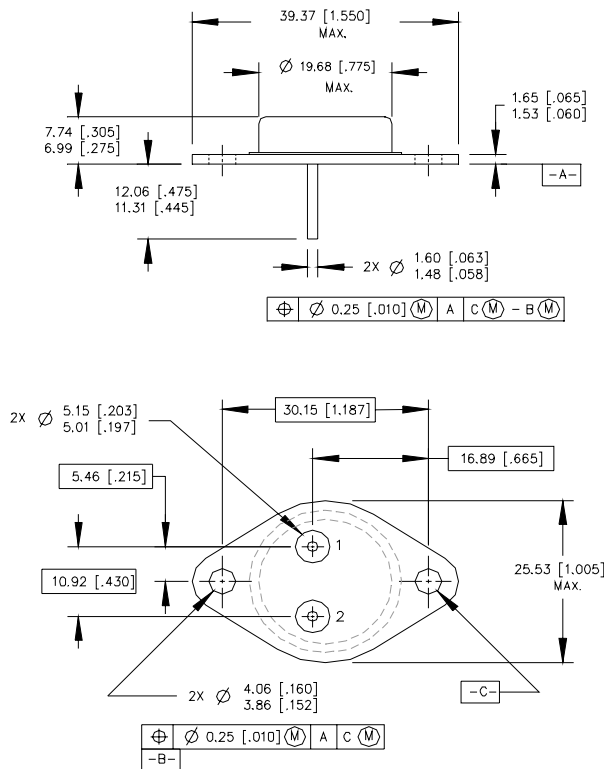 39.37 [1.550]
MAX.
Ø 19.68 [.775]
MAX.
7.74 [.305]
6.99 [.275]
1.65 [.065]
1.53 [.060]
-A-
12.06 [.475]
11.31 [.445]
2X Ø 1.60 [.063]
1.48 [.058]
⌖ Ø 0.25 [.010] Ⓜ A C Ⓜ - B Ⓜ
2X Ø 5.15 [.203]
5.01 [.197]
30.15 [1.187]
16.89 [.665]
5.46 [.215]
1
10.92 [.430]
25.53 [1.005]
MAX.
2
2X Ø 4.06 [.160]
3.86 [.152]
-C-
⌖ Ø 0.25 [.010] Ⓜ A C Ⓜ
-B-